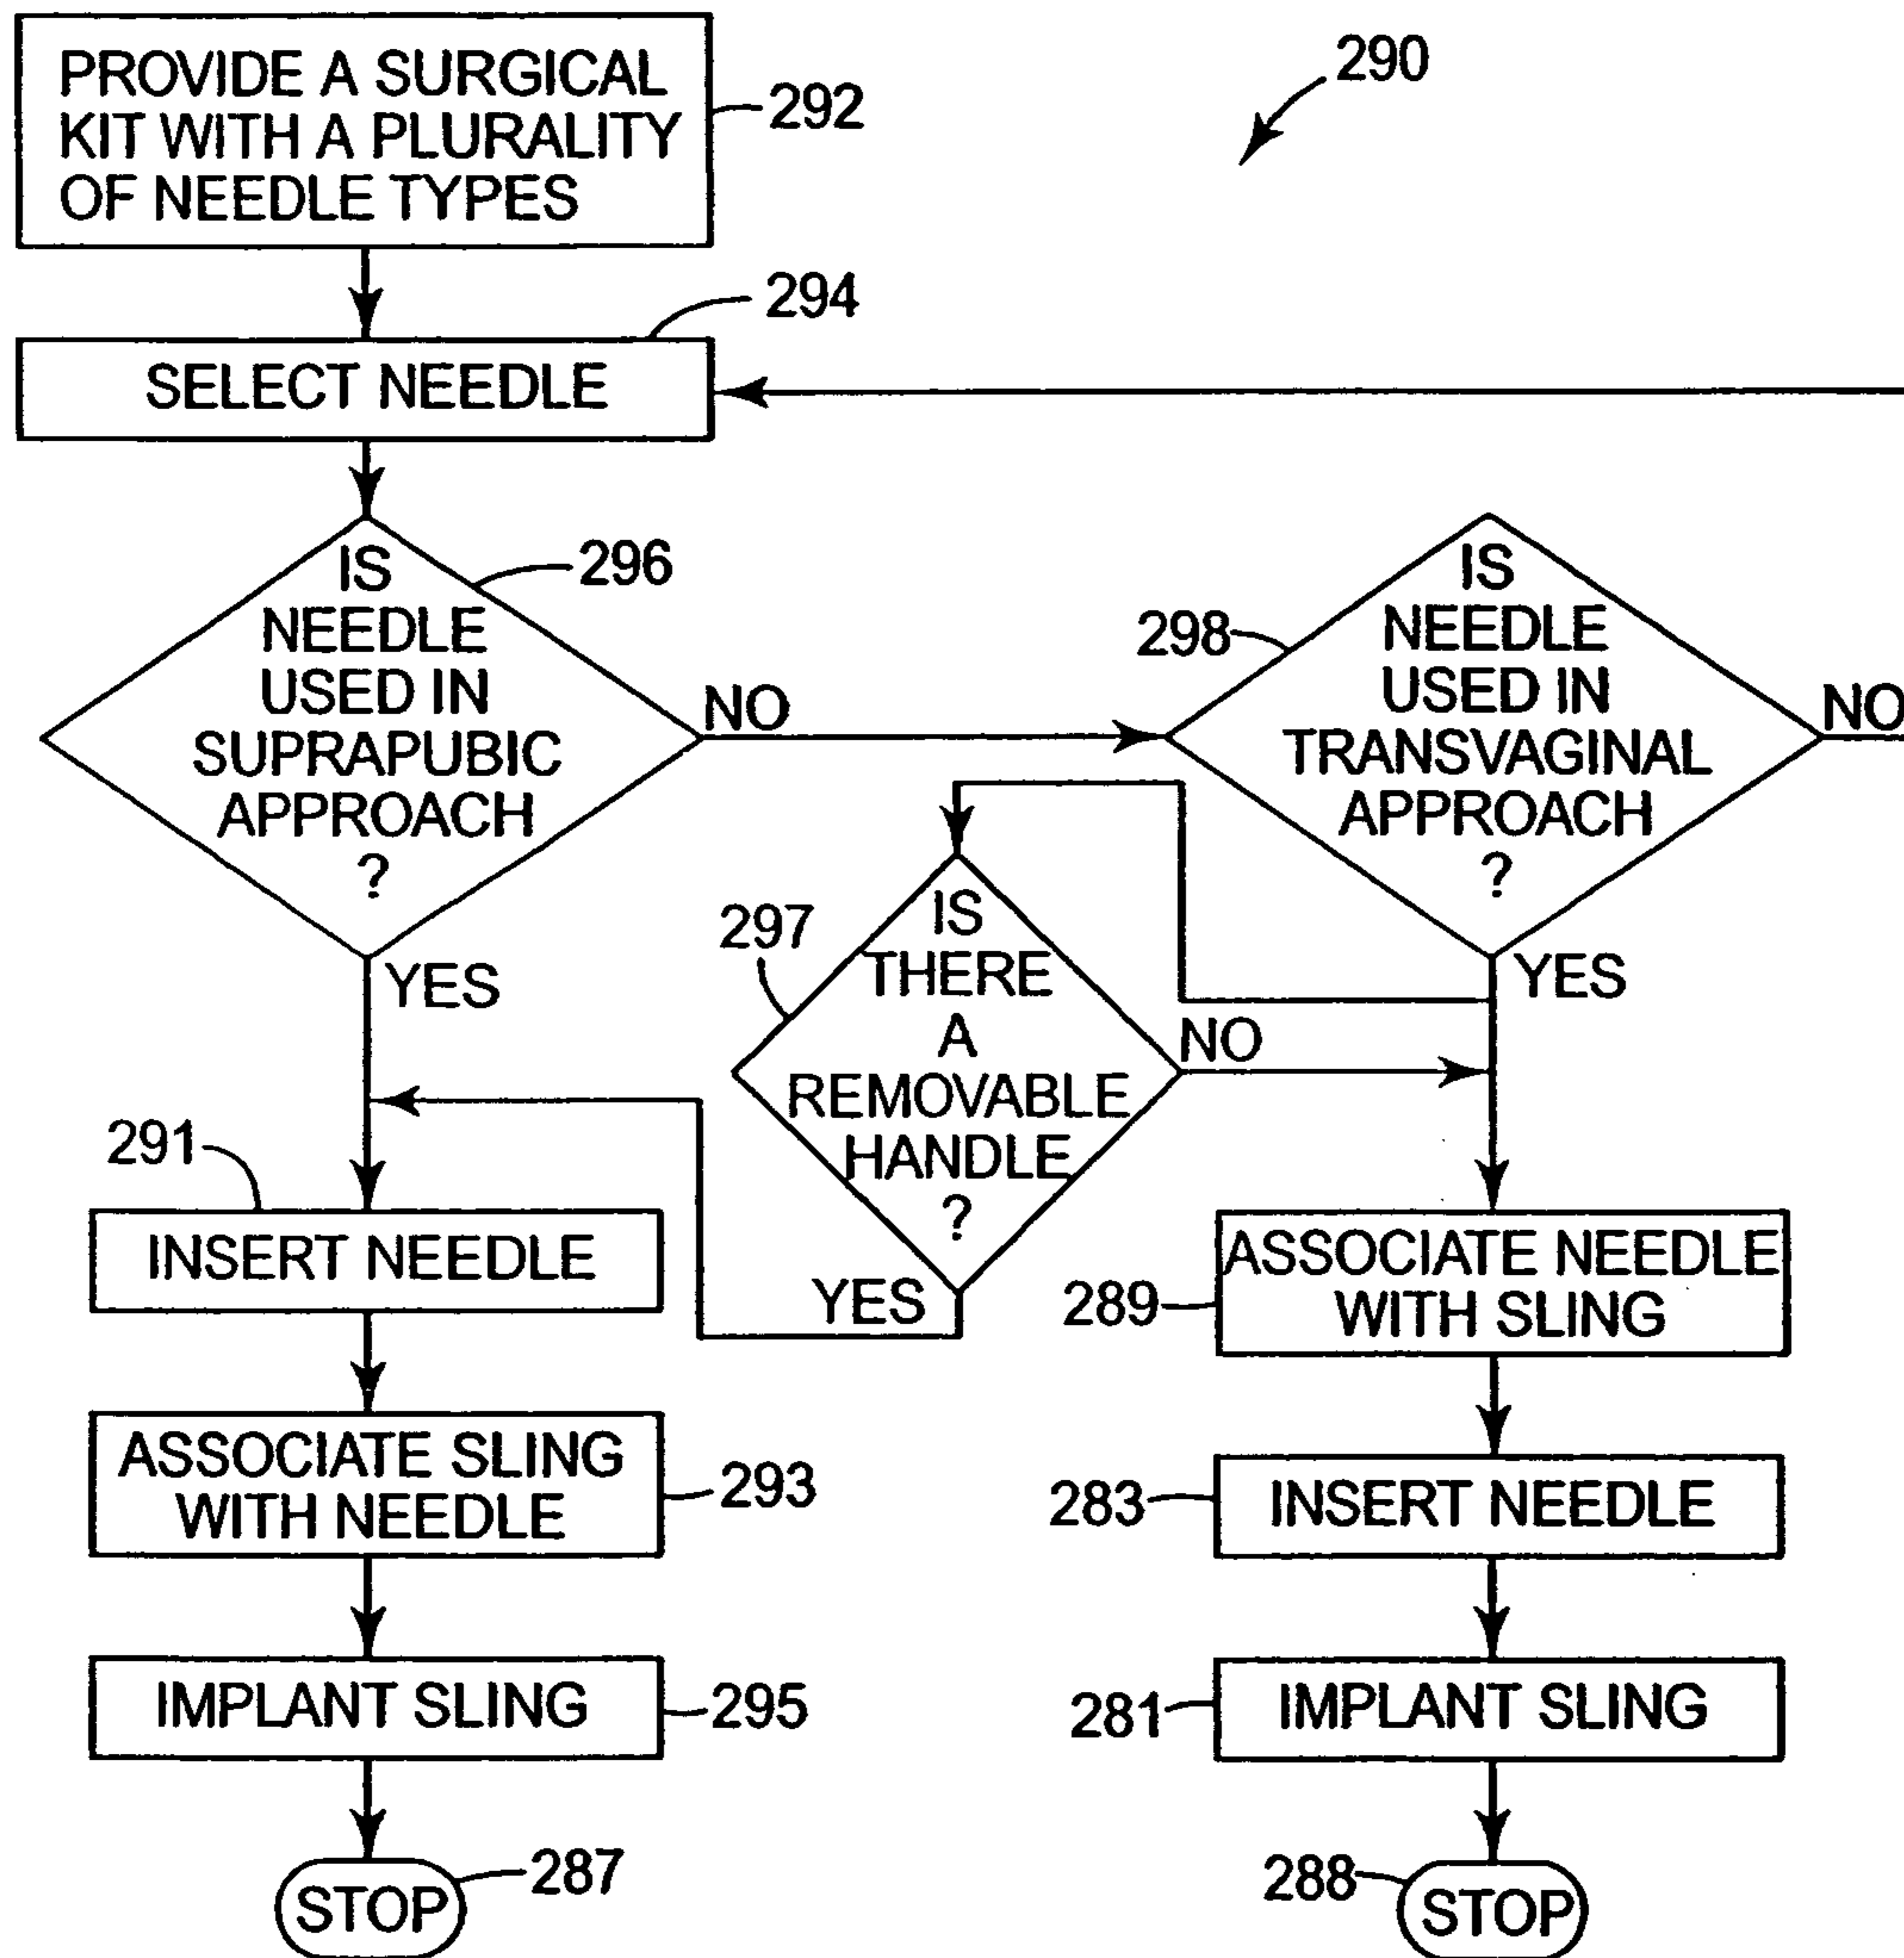 PROVIDE A SURGICAL
KIT WITH A PLURALITY
OF NEEDLE TYPES
292
290
294
SELECT NEEDLE
IS
NEEDLE
USED IN
SUPRAPUBIC
APPROACH
?
296
NO
298
IS
NEEDLE
USED IN
TRANSVAGINAL
APPROACH
?
NO
YES
YES
297
IS
THERE
A
REMOVABLE
HANDLE
?
NO
YES
291
INSERT NEEDLE
ASSOCIATE NEEDLE
WITH SLING
289
ASSOCIATE SLING
WITH NEEDLE
293
283
INSERT NEEDLE
IMPLANT SLING
295
281
IMPLANT SLING
STOP
287
288
STOP